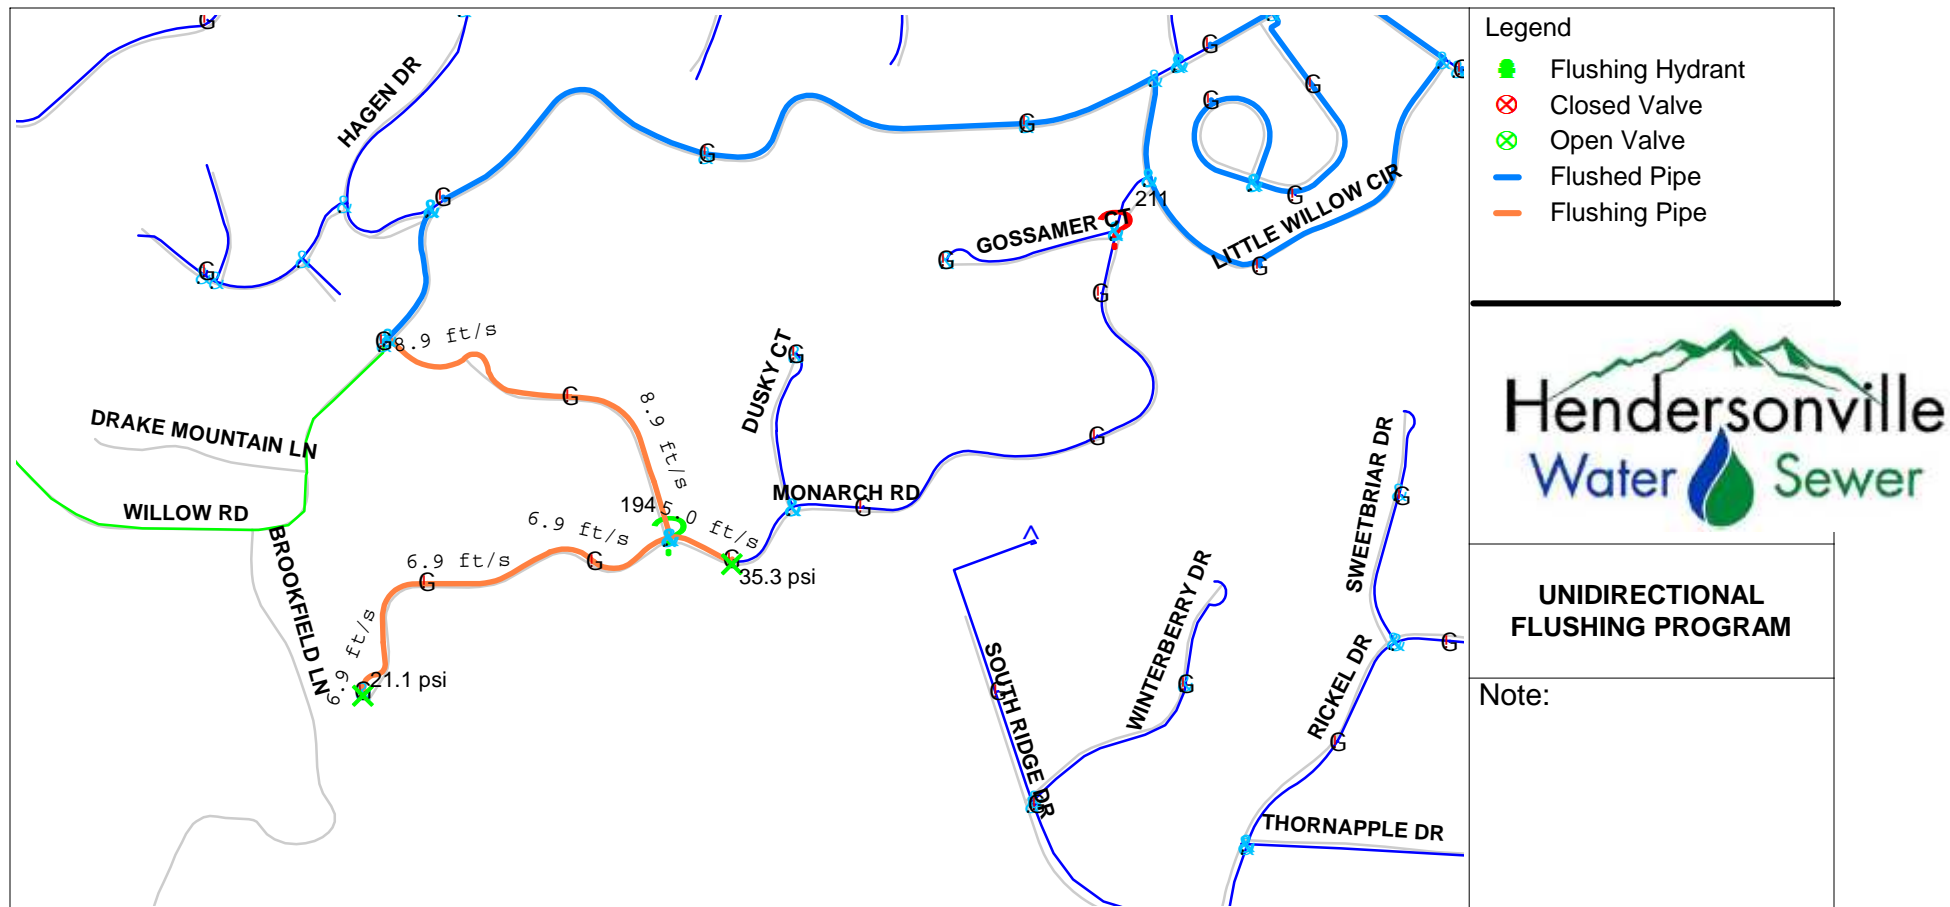 Legend
Flushing Hydrant
Closed Valve
Open Valve
Flushed Pipe
Flushing Pipe
Hendersonville
Water Sewer
UNIDIRECTIONAL
FLUSHING PROGRAM
Note:
HAGEN DR
GOSSAMER CT
211
LITTLE WILLOW CIR
8.9 ft/s
DUSKY CT
8.9 ft/s
DRAKE MOUNTAIN LN
SWEETBRIAR DR
MONARCH RD
WILLOW RD
194
5.0 ft/s
6.9 ft/s
6.9 ft/s
35.3 psi
BROOKFIELD LN
6.9 ft/s
21.1 psi
SOUTH RIDGE DR
WINTERBERRY DR
RICKEL DR
THORNAPPLE DR